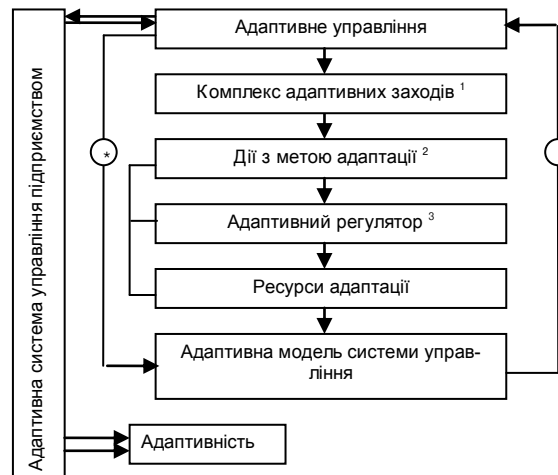 Адаптивна система управління підприємством
Адаптивне управління
Комплекс адаптивних заходів 1
Дії з метою адаптації 2
Адаптивний регулятор 3
Ресурси адаптації
*
Адаптивна модель системи управ-
ління
Адаптивність